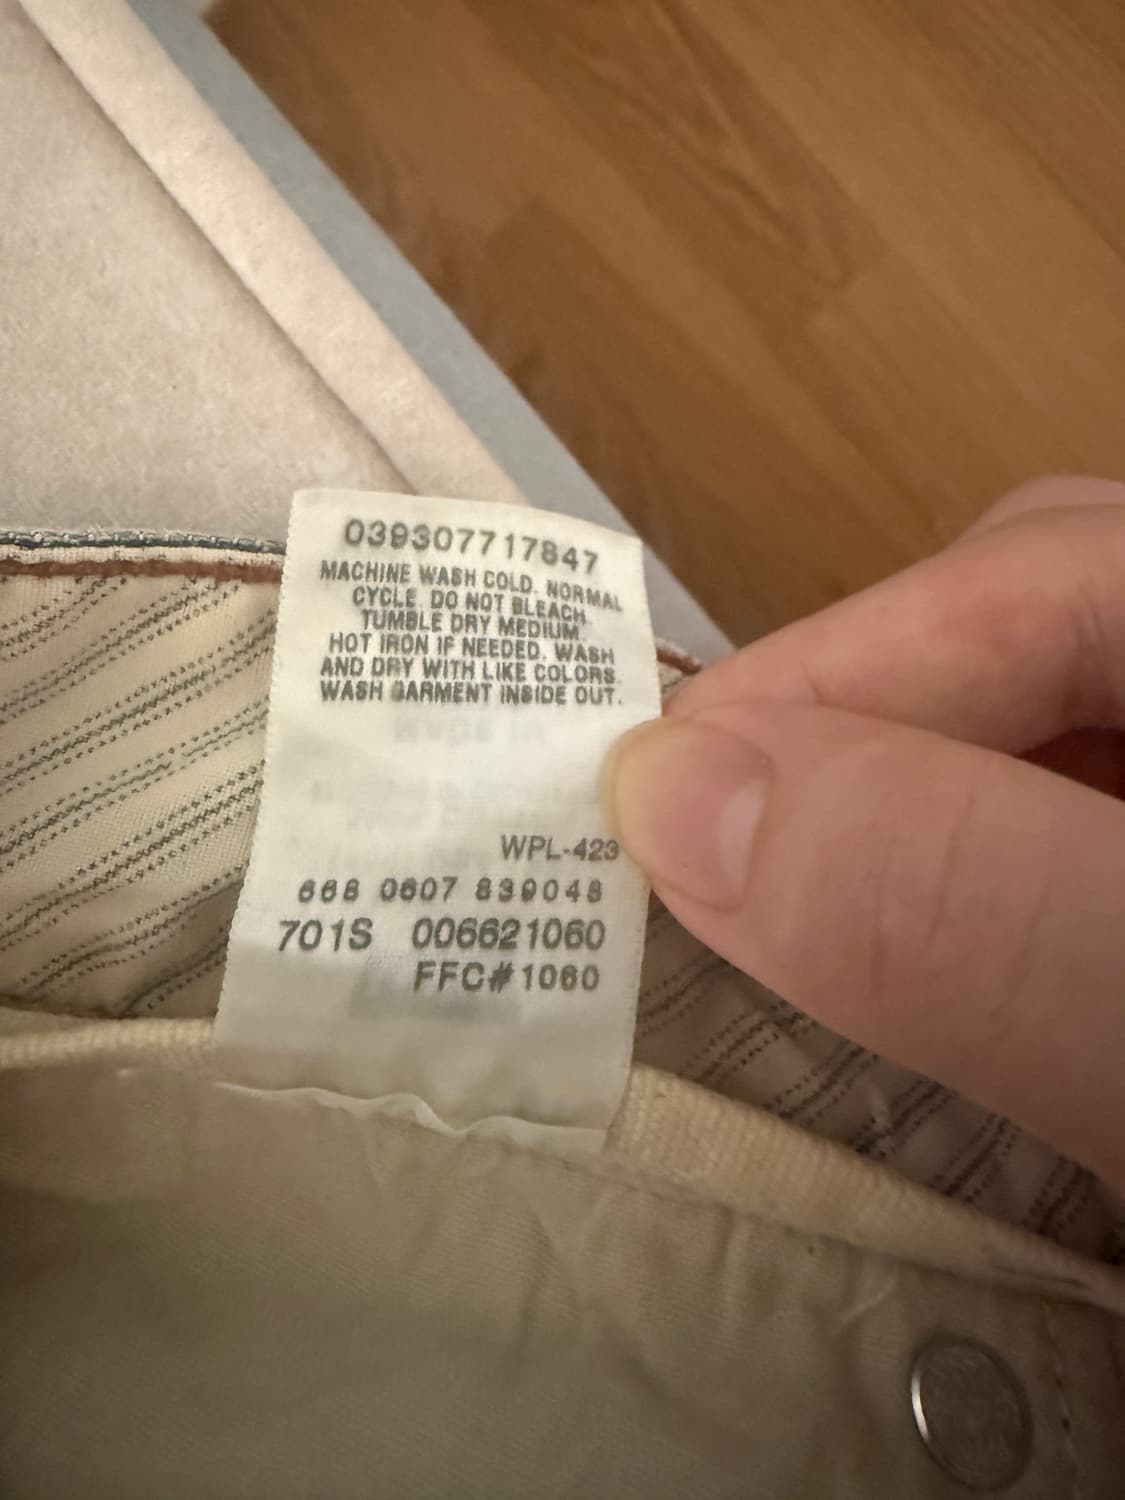 039307717847
MACHINE WASH COLD. NORMAL
CYCLE. DO NOT BLEACH.
TUMBLE DRY MEDIUM.
HOT IRON IF NEEDED. WASH
AND DRY WITH LIKE COLORS.
WASH GARMENT INSIDE OUT.
WPL-423
668 0607 839048
701S 006621060
FFC#1060